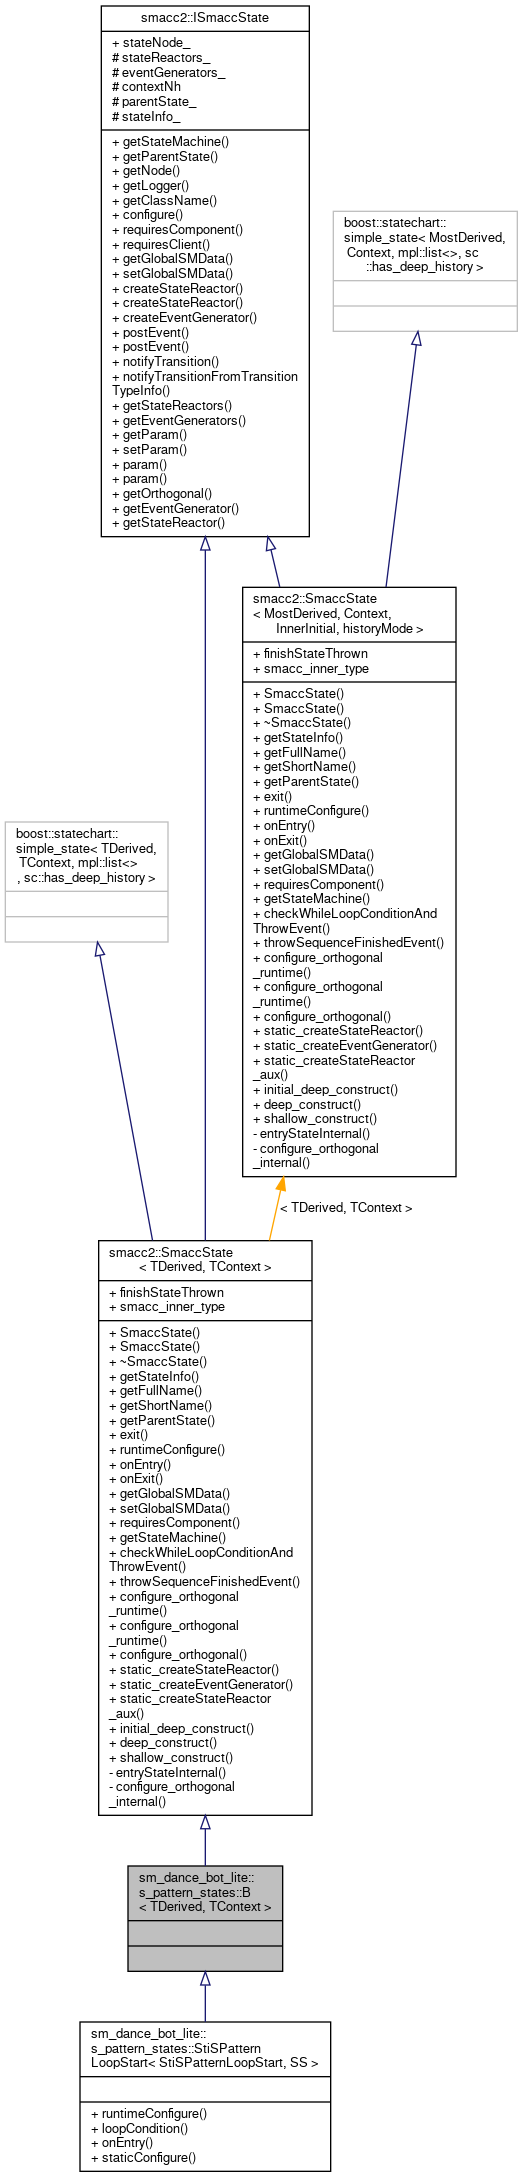 smacc2::ISmaccState
+ stateNode_
# stateReactors_
# eventGenerators_
# contextNh
# parentState_
# stateInfo_
+ getStateMachine()
+ getParentState()
+ getNode()
+ getLogger()
+ getClassName()
+ configure()
+ requiresComponent()
+ requiresClient()
+ getGlobalSMData()
+ setGlobalSMData()
+ createStateReactor()
+ createStateReactor()
+ createEventGenerator()
+ postEvent()
+ postEvent()
+ notifyTransition()
+ notifyTransitionFromTransition
TypeInfo()
+ getStateReactors()
+ getEventGenerators()
+ getParam()
+ setParam()
+ param()
+ param()
+ getOrthogonal()
+ getEventGenerator()
+ getStateReactor()
boost::statechart::
simple_state< MostDerived,
Context, mpl::list<>, sc
::has_deep_history >
smacc2::SmaccState
< MostDerived, Context,
InnerInitial, historyMode >
+ finishStateThrown
+ smacc_inner_type
+ SmaccState()
+ SmaccState()
+ ~SmaccState()
+ getStateInfo()
+ getFullName()
+ getShortName()
+ getParentState()
+ exit()
+ runtimeConfigure()
+ onEntry()
+ onExit()
+ getGlobalSMData()
+ setGlobalSMData()
+ requiresComponent()
+ getStateMachine()
+ checkWhileLoopConditionAnd
ThrowEvent()
+ throwSequenceFinishedEvent()
+ configure_orthogonal
_runtime()
+ configure_orthogonal
_runtime()
+ configure_orthogonal()
+ static_createStateReactor()
+ static_createEventGenerator()
+ static_createStateReactor
_aux()
+ initial_deep_construct()
+ deep_construct()
+ shallow_construct()
- entryStateInternal()
- configure_orthogonal
_internal()
boost::statechart::
simple_state< TDerived,
TContext, mpl::list<>
, sc::has_deep_history >
< TDerived, TContext >
smacc2::SmaccState
< TDerived, TContext >
+ finishStateThrown
+ smacc_inner_type
+ SmaccState()
+ SmaccState()
+ ~SmaccState()
+ getStateInfo()
+ getFullName()
+ getShortName()
+ getParentState()
+ exit()
+ runtimeConfigure()
+ onEntry()
+ onExit()
+ getGlobalSMData()
+ setGlobalSMData()
+ requiresComponent()
+ getStateMachine()
+ checkWhileLoopConditionAnd
ThrowEvent()
+ throwSequenceFinishedEvent()
+ configure_orthogonal
_runtime()
+ configure_orthogonal
_runtime()
+ configure_orthogonal()
+ static_createStateReactor()
+ static_createEventGenerator()
+ static_createStateReactor
_aux()
+ initial_deep_construct()
+ deep_construct()
+ shallow_construct()
- entryStateInternal()
- configure_orthogonal
_internal()
sm_dance_bot_lite::
s_pattern_states::B
< TDerived, TContext >
sm_dance_bot_lite::
s_pattern_states::StiSPattern
LoopStart< StiSPatternLoopStart, SS >
+ runtimeConfigure()
+ loopCondition()
+ onEntry()
+ staticConfigure()